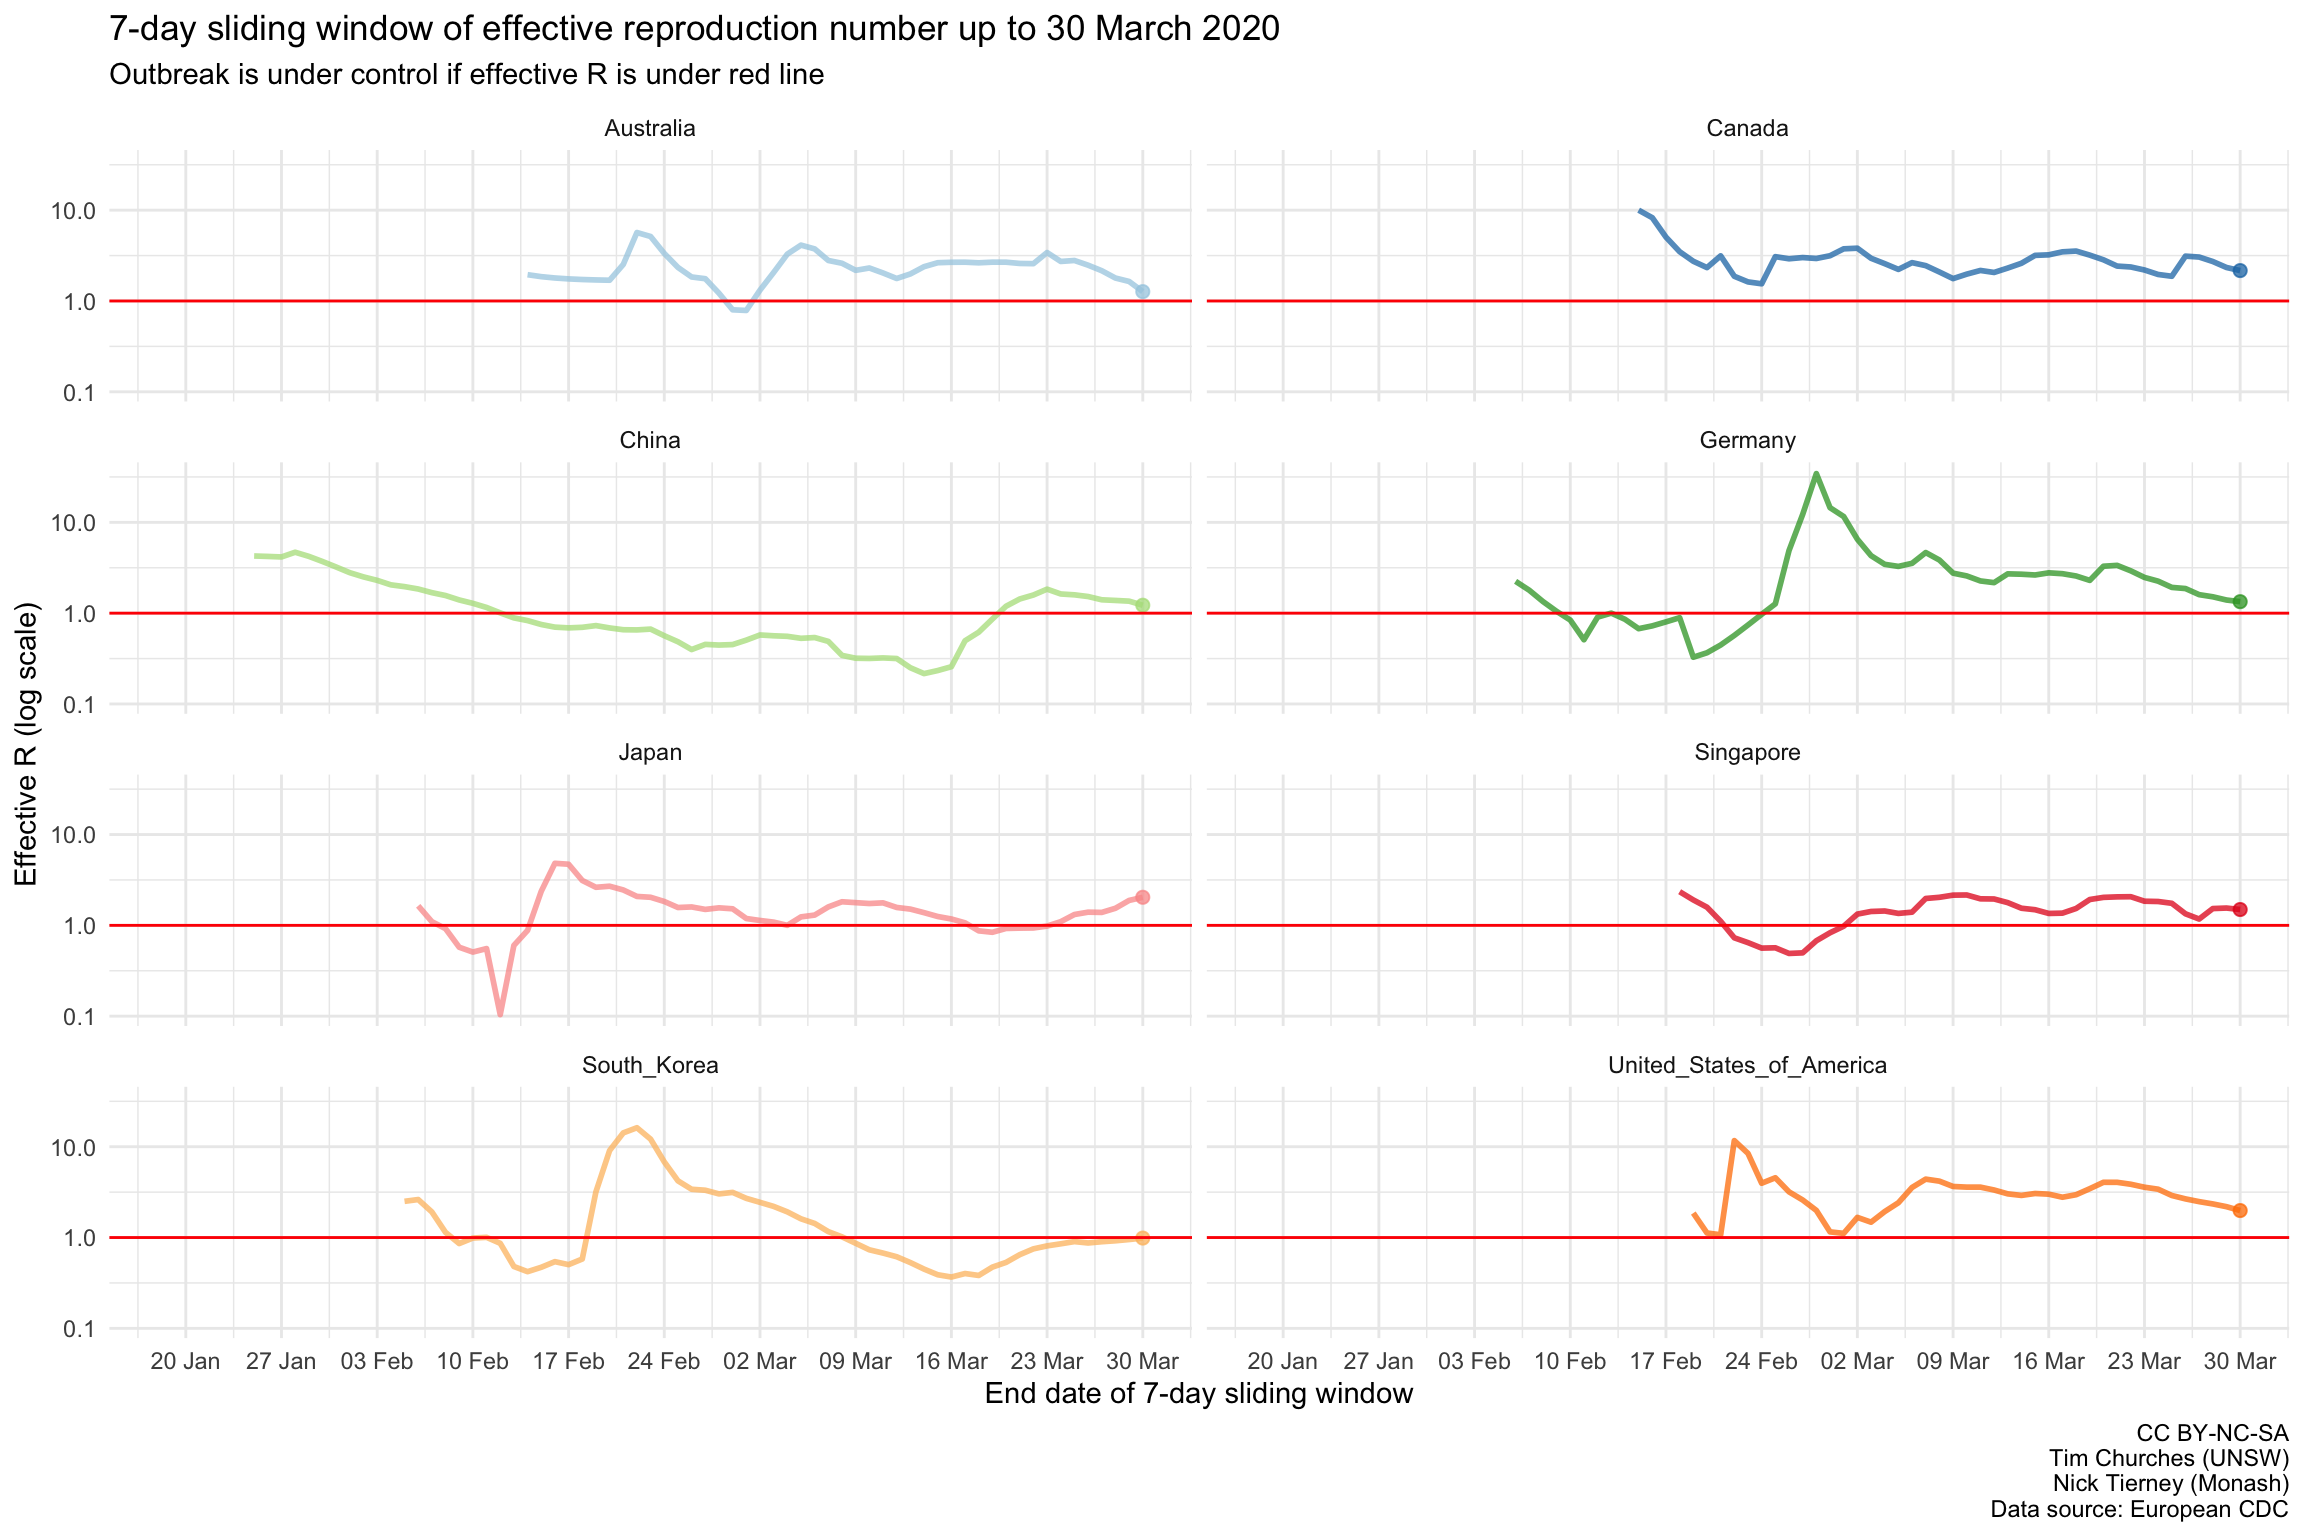 7-day sliding window of effective reproduction number up to 30 March 2020
Outbreak is under control if effective R is under red line
Australia
Canada
10.0
1.0
0.1
China
Germany
10.0
1.0
0.1
Japan
Singapore
10.0
1.0
0.1
South_Korea
United_States_of_America
10.0
1.0
0.1
Effective R (log scale)
20 Jan 27 Jan 03 Feb 10 Feb 17 Feb 24 Feb 02 Mar 09 Mar 16 Mar 23 Mar 30 Mar
20 Jan 27 Jan 03 Feb 10 Feb 17 Feb 24 Feb 02 Mar 09 Mar 16 Mar 23 Mar 30 Mar
End date of 7-day sliding window
CC BY-NC-SA
Tim Churches (UNSW)
Nick Tierney (Monash)
Data source: European CDC